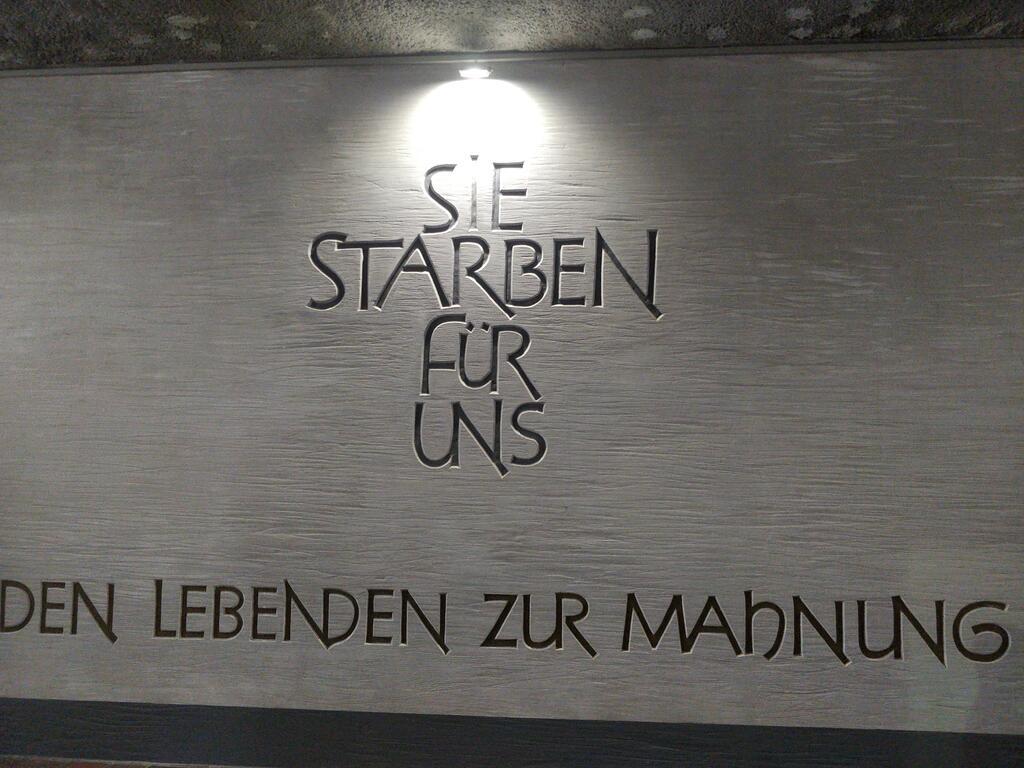 SiE
STARBEN
FÜR
UNS
DEN LEBENDEN ZUR MAhNUNG